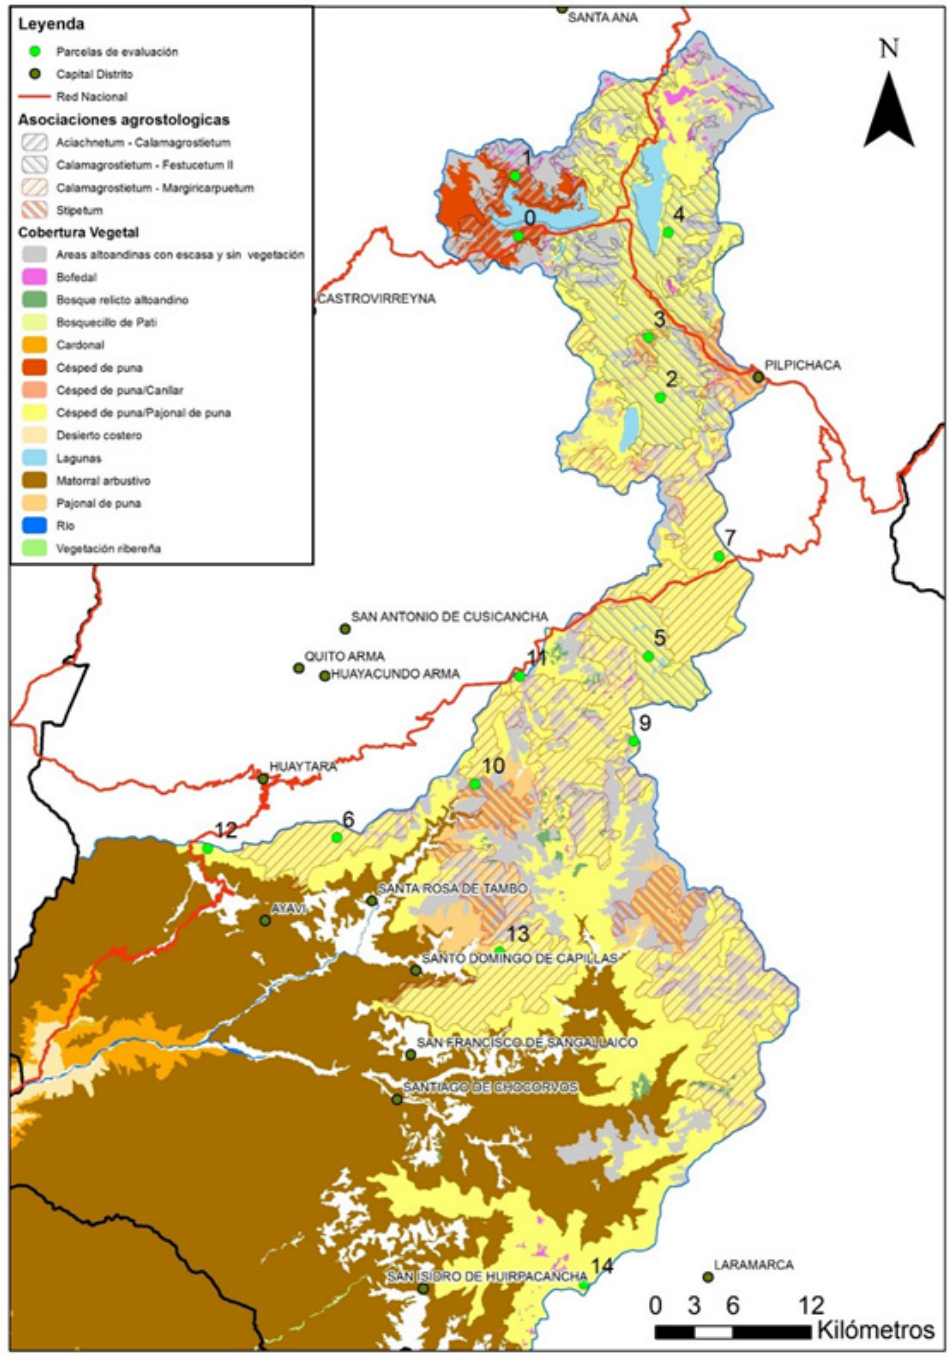 Leyenda
Parcelas de evaluación
Capital Distrito
Red Nacional
Asociaciones agrostologicas
Aciachnetum - Calamagrostietum
Calamagrostietum - Festucetum II
Calamagrostietum - Margiricarpuetum
Stipetum
Cobertura Vegetal
Areas altoandinas con escasa y sin vegetación
Bofedal
Bosque relicto altoandino
Bosquecillo de Pati
Cardonal
Césped de puna
Césped de puna/Canllar
Césped de puna/Pajonal de puna
Desierto costero
Lagunas
Matorral arbustivo
Pajonal de puna
Río
Vegetación ribereña
SANTA ANA
N
1
0
4
CASTROVIRREYNA
3
PILPICHACA
2
7
SAN ANTONIO DE CUSICANCHA
5
QUITO ARMA
11
HUAYACUNDO ARMA
9
HUAYTARA
10
6
12
SANTA ROSA DE TAMBO
AYAVI
13
SANTO DOMINGO DE CAPILLAS
SAN FRANCISCO DE SANGALLAICO
SANTIAGO DE CHOCORVOS
14
LARAMARCA
SAN ISIDRO DE HUIRPACANCHA
0 3 6 12
Kilómetros